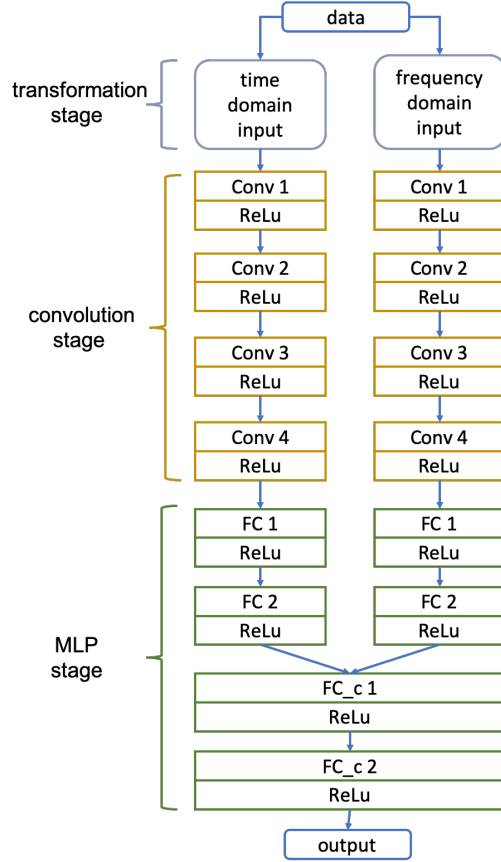 data
transformation
stage
time
domain
input
frequency
domain
input
convolution
stage
Conv 1
ReLu
Conv 1
ReLu
Conv 2
ReLu
Conv 2
ReLu
Conv 3
ReLu
Conv 3
ReLu
Conv 4
ReLu
Conv 4
ReLu
MLP
stage
FC 1
ReLu
FC 1
ReLu
FC 2
ReLu
FC 2
ReLu
FC_c 1
ReLu
FC_c 2
ReLu
output